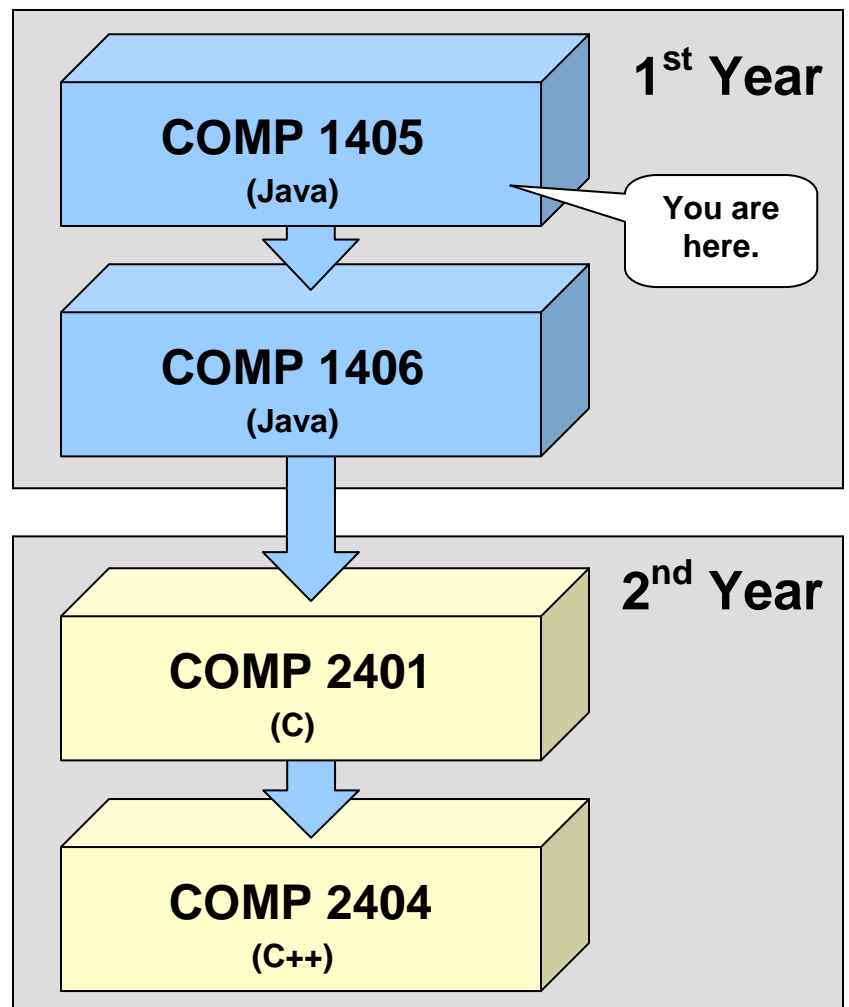 1st Year
COMP 1405
(Java)
You are
here.
COMP 1406
(Java)
2nd Year
COMP 2401
(C)
COMP 2404
(C++)